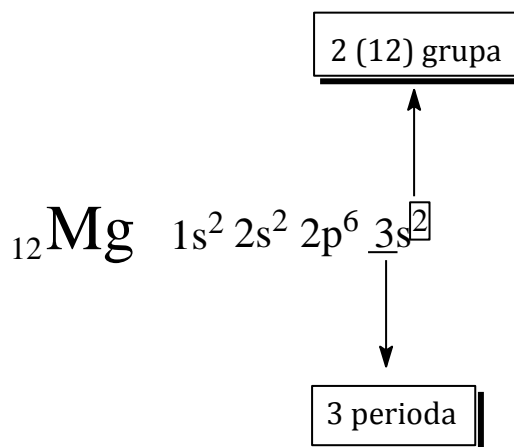 2 (12) grupa
₁₂Mg 1s² 2s² 2p⁶ 3s²
3 perioda